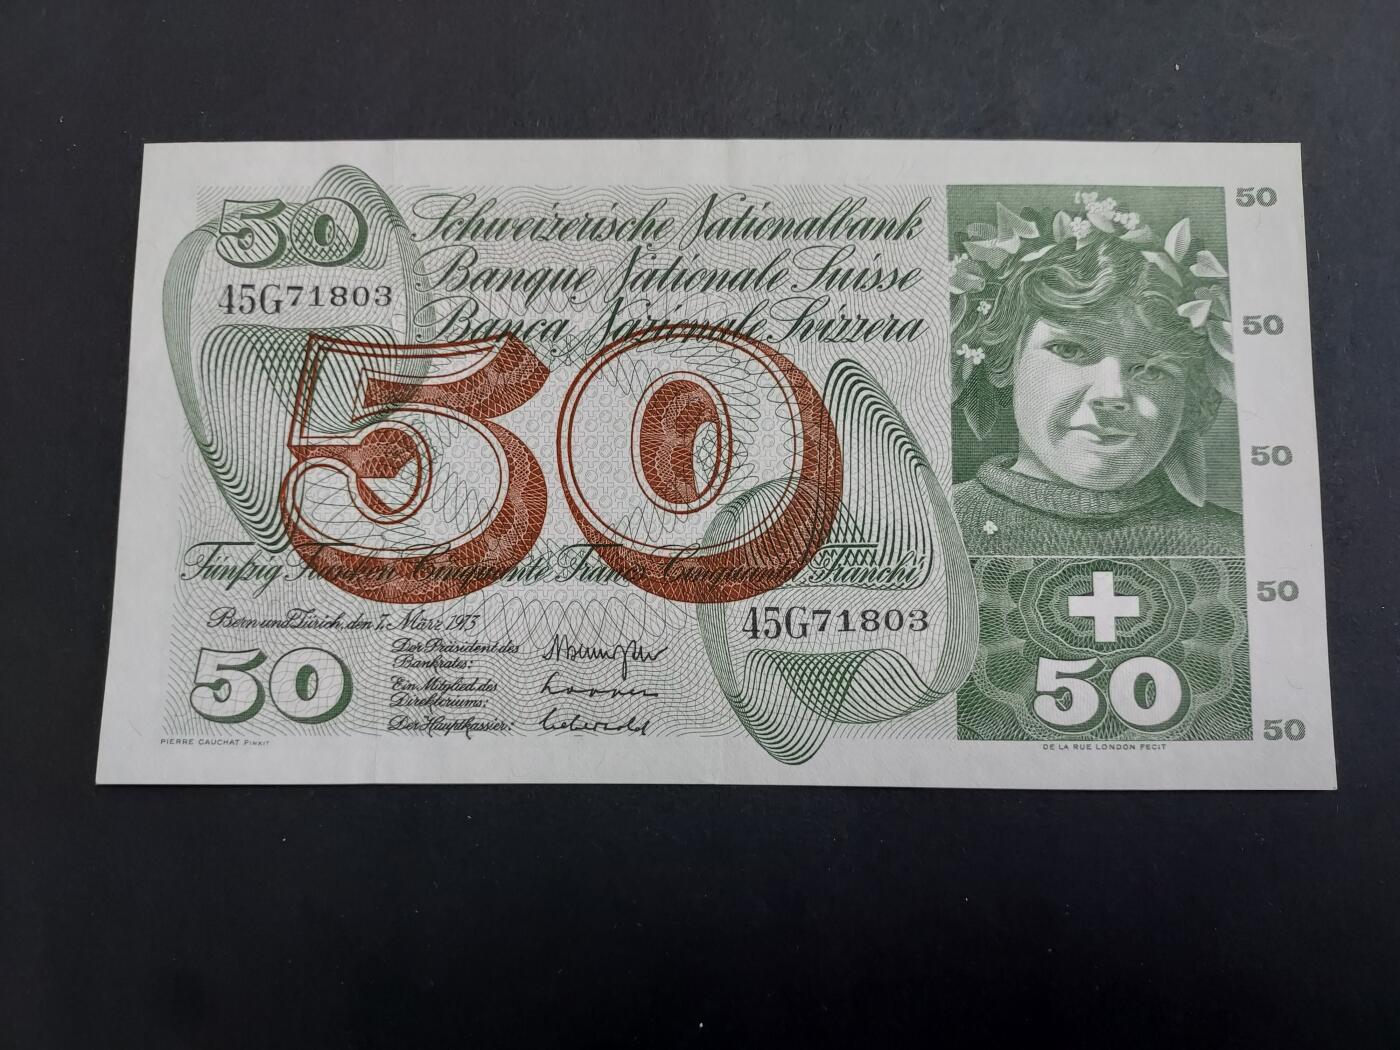 50
Schweizerische Nationalbank
Banque Nationale Suisse
Banca Nazionale Svizzera
45G71803
50
Fünfzig Franken Cinquante Francs Cinquanta Franchi
Bern und Zürich, den 7. März 1973
45G71803
Der Präsident des
Bankrates:
Ein Mitglied des
Direktoriums:
Der Hauptkassier:
50
PIERRE GAUCHAT PINXIT
50
DE LA RUE LONDON FECIT
50
50
50
50
50